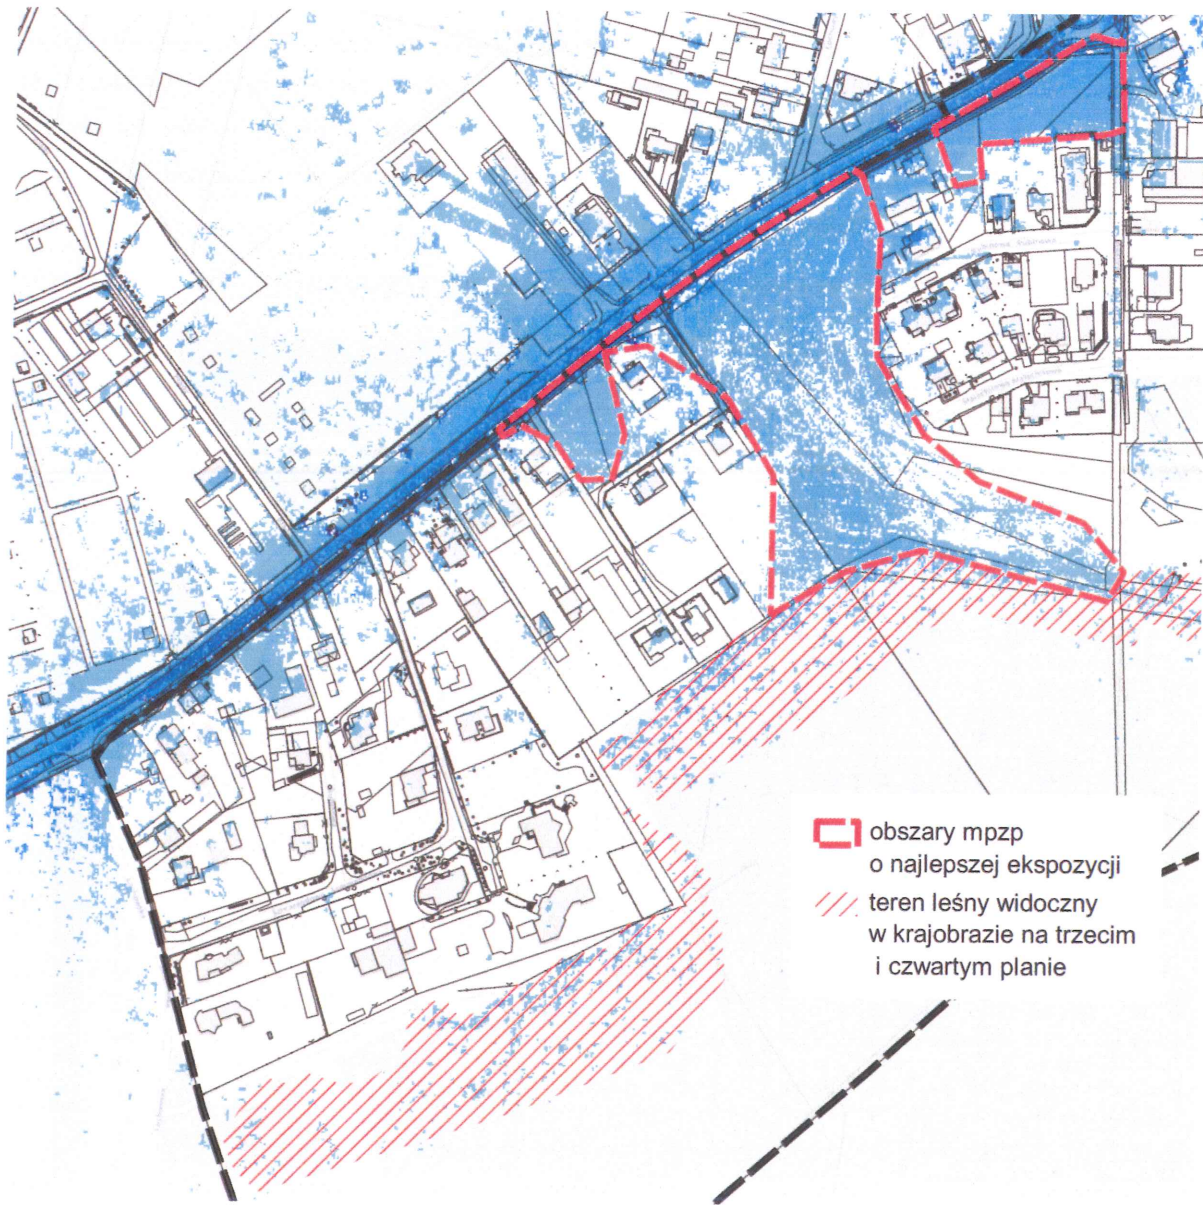 obszary mpzp
o najlepszej ekspozycji
teren leśny widoczny
w krajobrazie na trzecim
i czwartym planie